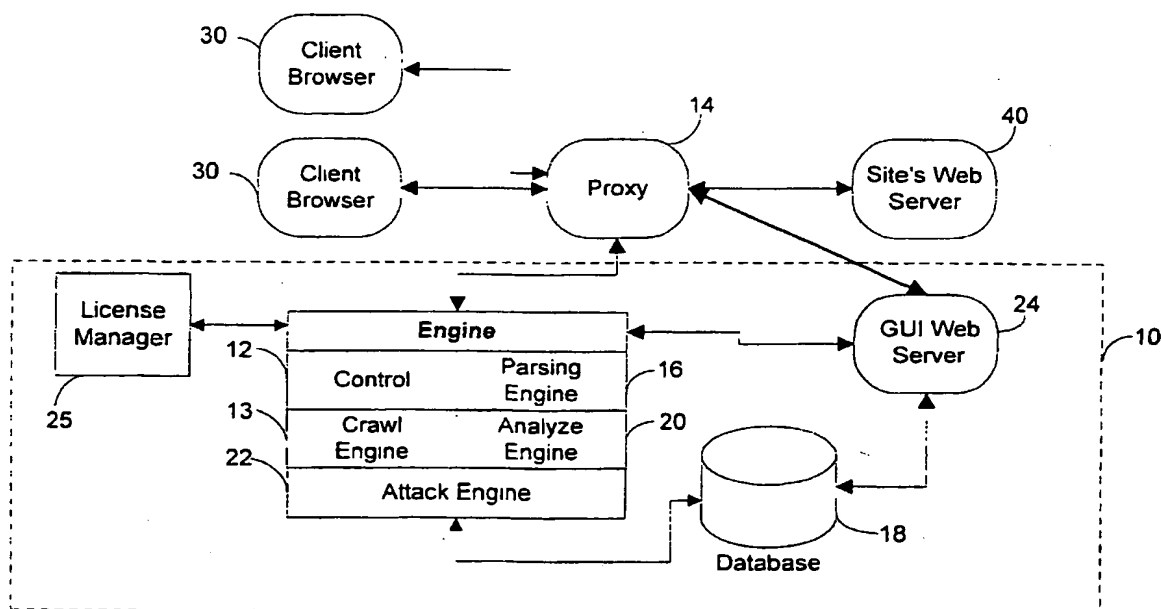 30
Client
Browser
14
40
30
Client
Browser
Proxy
Site's Web
Server
License
Manager
25
Engine
12
Control
Parsing
Engine
16
13
Crawl
Engine
Analyze
Engine
20
22
Attack Engine
GUI Web
Server
24
10
18
Database